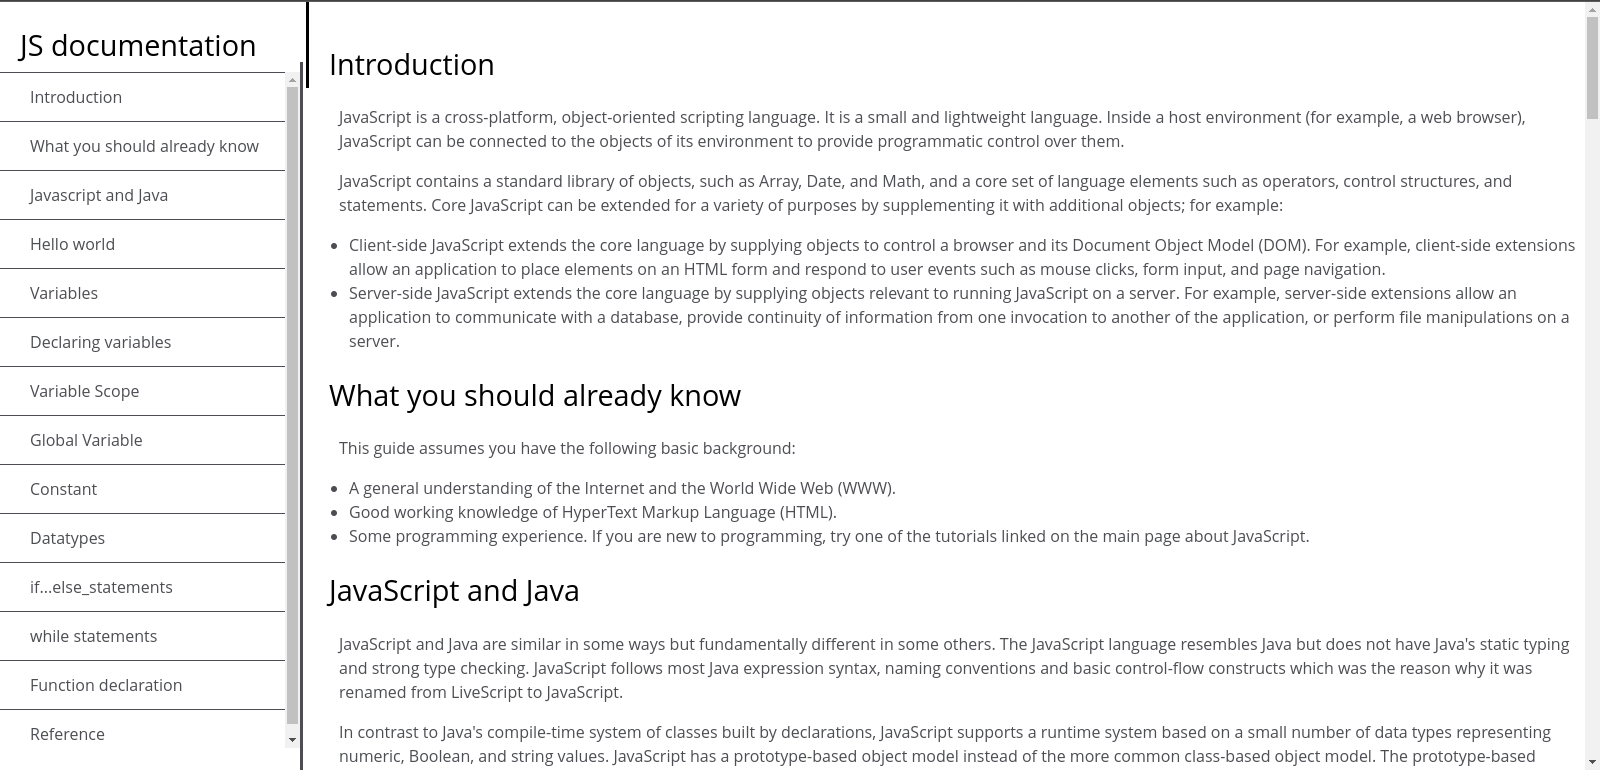 JS documentation
Introduction
What you should already know
Javascript and Java
Hello world
Variables
Declaring variables
Variable Scope
Global Variable
Constant
Datatypes
if...else_statements
while statements
Function declaration
Reference
Introduction
JavaScript is a cross-platform, object-oriented scripting language. It is a small and lightweight language. Inside a host environment (for example, a web browser),
JavaScript can be connected to the objects of its environment to provide programmatic control over them.
JavaScript contains a standard library of objects, such as Array, Date, and Math, and a core set of language elements such as operators, control structures, and
statements. Core JavaScript can be extended for a variety of purposes by supplementing it with additional objects; for example:
• Client-side JavaScript extends the core language by supplying objects to control a browser and its Document Object Model (DOM). For example, client-side extensions
allow an application to place elements on an HTML form and respond to user events such as mouse clicks, form input, and page navigation.
• Server-side JavaScript extends the core language by supplying objects relevant to running JavaScript on a server. For example, server-side extensions allow an
application to communicate with a database, provide continuity of information from one invocation to another of the application, or perform file manipulations on a
server.
What you should already know
This guide assumes you have the following basic background:
• A general understanding of the Internet and the World Wide Web (WWW).
• Good working knowledge of HyperText Markup Language (HTML).
• Some programming experience. If you are new to programming, try one of the tutorials linked on the main page about JavaScript.
JavaScript and Java
JavaScript and Java are similar in some ways but fundamentally different in some others. The JavaScript language resembles Java but does not have Java's static typing
and strong type checking. JavaScript follows most Java expression syntax, naming conventions and basic control-flow constructs which was the reason why it was
renamed from LiveScript to JavaScript.
In contrast to Java's compile-time system of classes built by declarations, JavaScript supports a runtime system based on a small number of data types representing
numeric, Boolean, and string values. JavaScript has a prototype-based object model instead of the more common class-based object model. The prototype-based